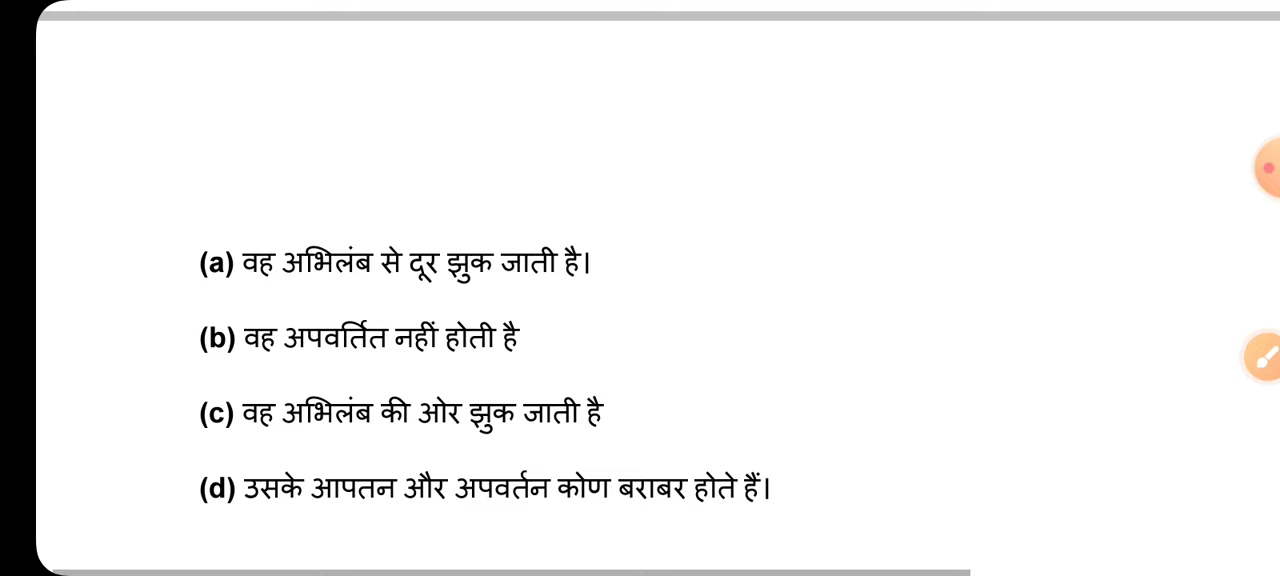 (a) वह अभिलंब से दूर झुक जाती है।
(b) वह अपवर्तित नहीं होती है
(c) वह अभिलंब की ओर झुक जाती है
(d) उसके आपतन और अपवर्तन कोण बराबर होते हैं।